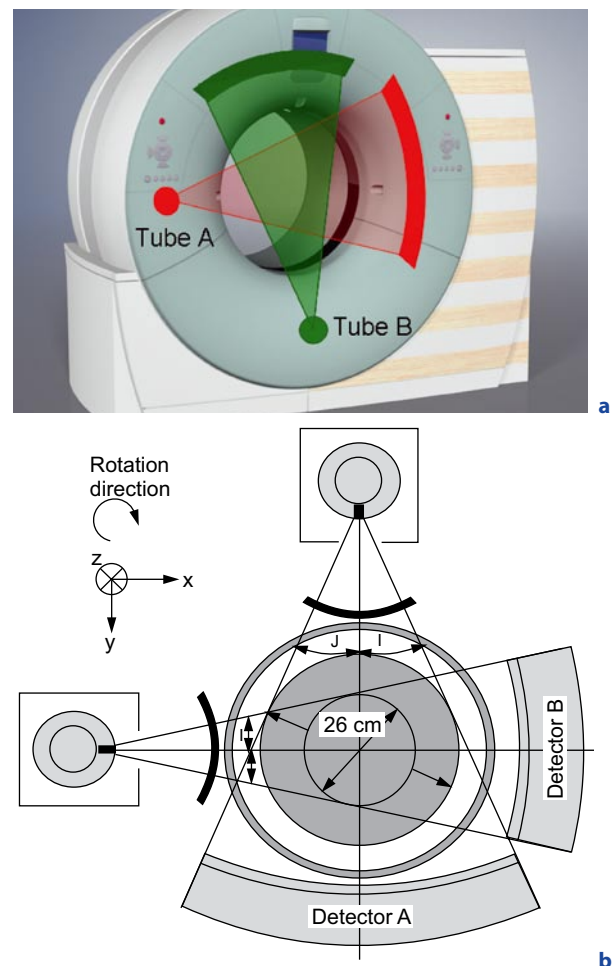 Tube A
Tube B
a
Rotation
direction
z
x
y
J I
I
26 cm
Detector B
Detector A
b